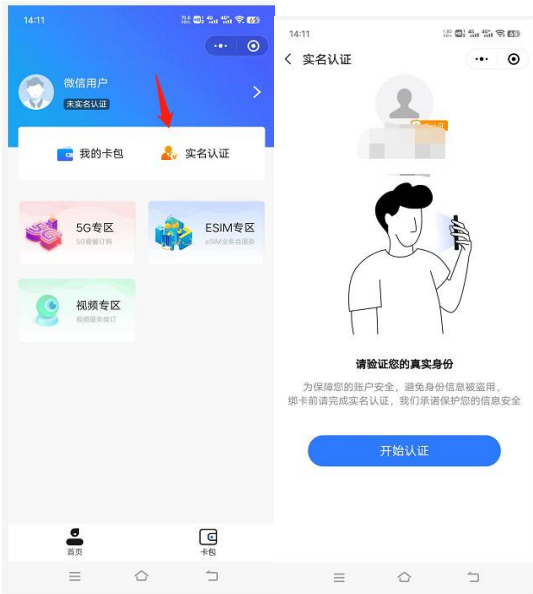 14:11
微信用户
未实名认证
我的卡包
实名认证
5G专区
5G套餐订购
ESIM专区
eSIM业务自服务
视频专区
视频服务自订
首页
卡包
14:11
实名认证
请验证您的真实身份
为保障您的账户安全，避免身份信息被盗用，
绑卡前请完成实名认证，我们承诺保护您的信息安全
开始认证